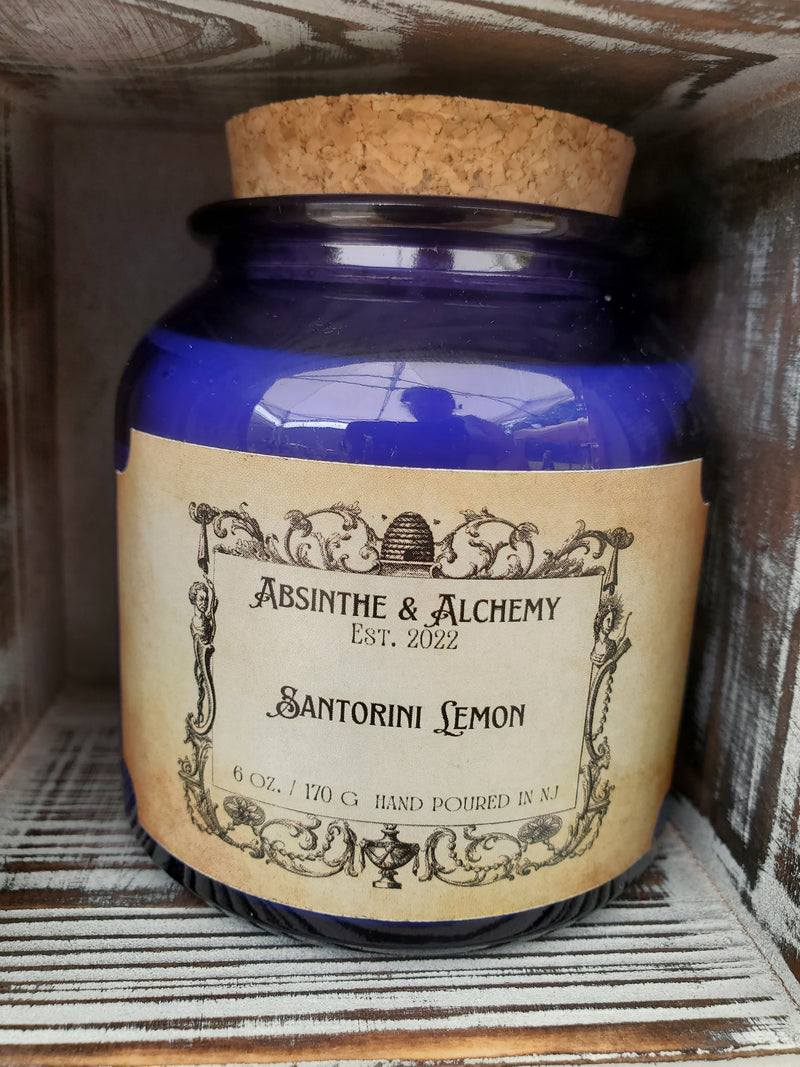 Absinthe & Alchemy
Est. 2022
Santorini Lemon
6 oz. / 170 g hand poured in NJ